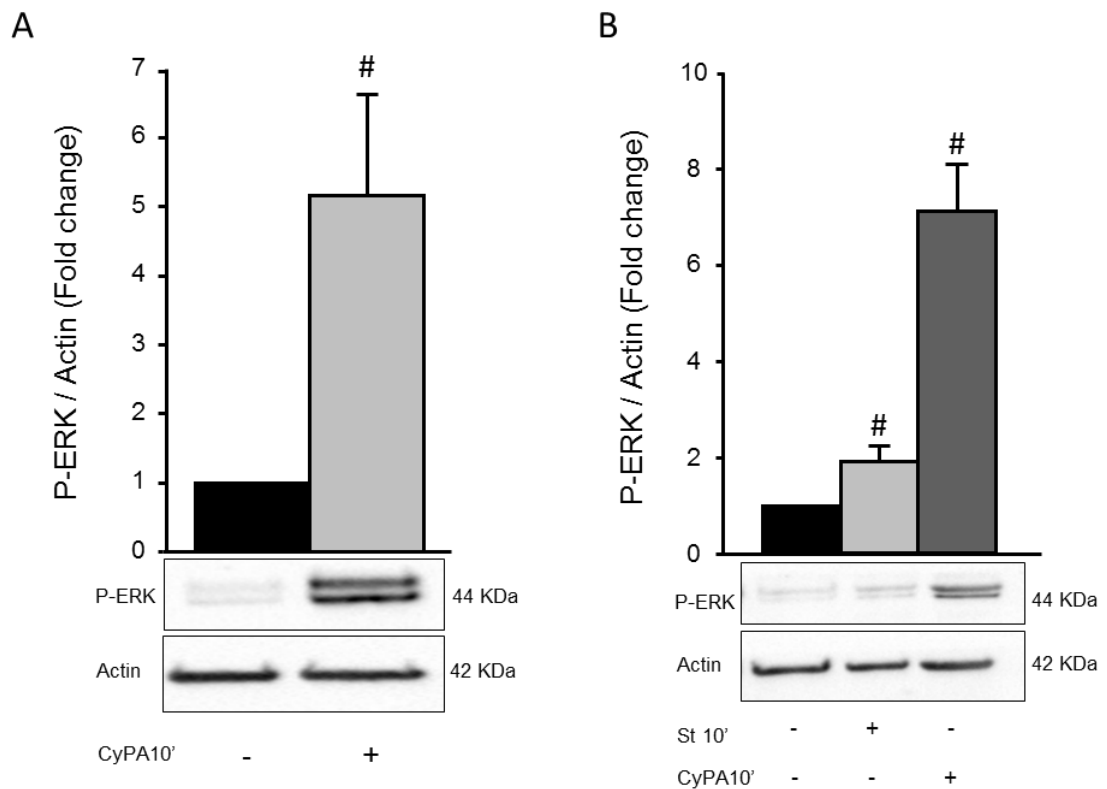 A
P-ERK / Actin (Fold change)
7
6
5
4
3
2
1
0
#
P-ERK
44 KDa
Actin
42 KDa
CyPA10’
-
+
B
P-ERK / Actin (Fold change)
10
8
6
4
2
0
#
#
P-ERK
44 KDa
Actin
42 KDa
St 10’
-
+
-
CyPA10’
-
-
+